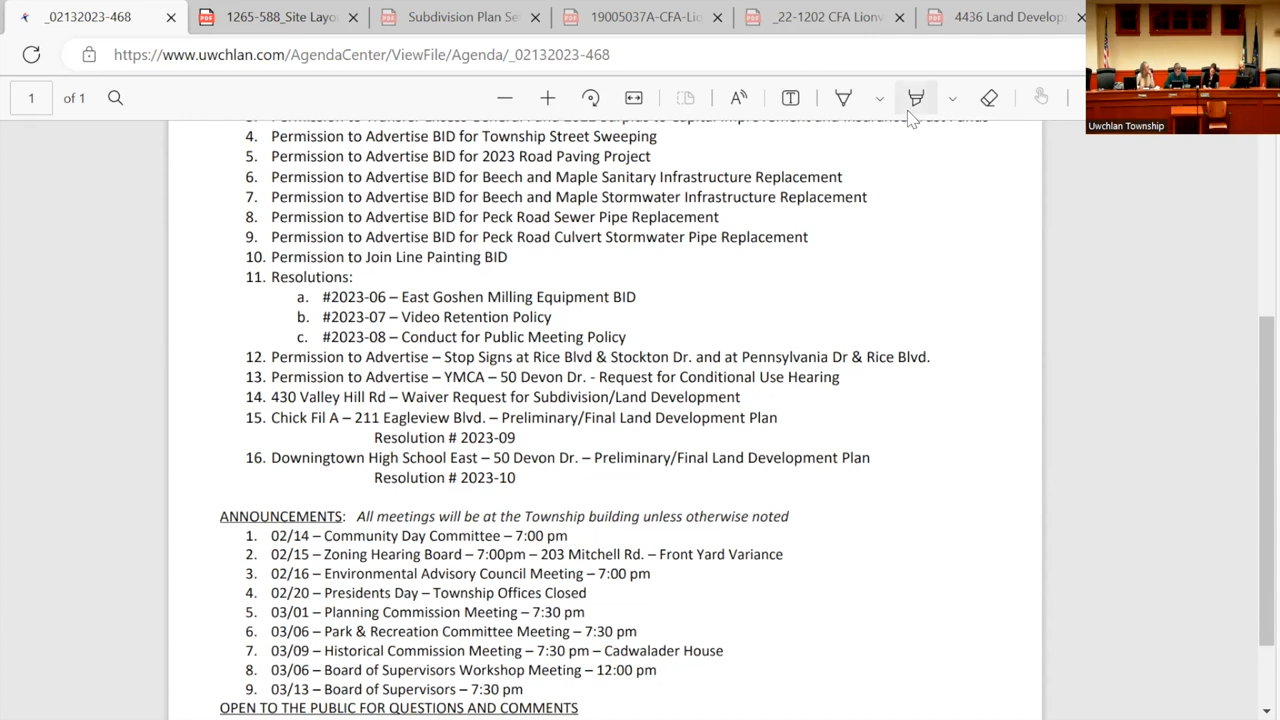 _02132023-468
1265-588_Site Layo
Subdivision Plan Se
19005037A-CFA-Lio
_22-1202 CFA Lionv
4436 Land Develop
https://www.uwchlan.com/AgendaCenter/ViewFile/Agenda/_02132023-468
1 of 1
Uwchlan Township
4. Permission to Advertise BID for Township Street Sweeping
5. Permission to Advertise BID for 2023 Road Paving Project
6. Permission to Advertise BID for Beech and Maple Sanitary Infrastructure Replacement
7. Permission to Advertise BID for Beech and Maple Stormwater Infrastructure Replacement
8. Permission to Advertise BID for Peck Road Sewer Pipe Replacement
9. Permission to Advertise BID for Peck Road Culvert Stormwater Pipe Replacement
10. Permission to Join Line Painting BID
11. Resolutions:
a. #2023-06 – East Goshen Milling Equipment BID
b. #2023-07 – Video Retention Policy
c. #2023-08 – Conduct for Public Meeting Policy
12. Permission to Advertise – Stop Signs at Rice Blvd & Stockton Dr. and at Pennsylvania Dr & Rice Blvd.
13. Permission to Advertise – YMCA – 50 Devon Dr. - Request for Conditional Use Hearing
14. 430 Valley Hill Rd – Waiver Request for Subdivision/Land Development
15. Chick Fil A – 211 Eagleview Blvd. – Preliminary/Final Land Development Plan
Resolution # 2023-09
16. Downingtown High School East – 50 Devon Dr. – Preliminary/Final Land Development Plan
Resolution # 2023-10
ANNOUNCEMENTS: All meetings will be at the Township building unless otherwise noted
1. 02/14 – Community Day Committee – 7:00 pm
2. 02/15 – Zoning Hearing Board – 7:00pm – 203 Mitchell Rd. – Front Yard Variance
3. 02/16 – Environmental Advisory Council Meeting – 7:00 pm
4. 02/20 – Presidents Day – Township Offices Closed
5. 03/01 – Planning Commission Meeting – 7:30 pm
6. 03/06 – Park & Recreation Committee Meeting – 7:30 pm
7. 03/09 – Historical Commission Meeting – 7:30 pm – Cadwalader House
8. 03/06 – Board of Supervisors Workshop Meeting – 12:00 pm
9. 03/13 – Board of Supervisors – 7:30 pm
OPEN TO THE PUBLIC FOR QUESTIONS AND COMMENTS